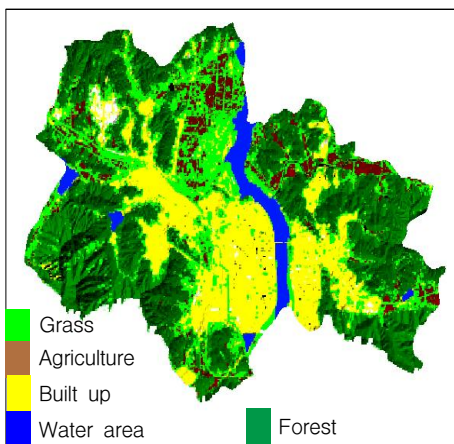 Grass
Agriculture
Built up
Water area
Forest